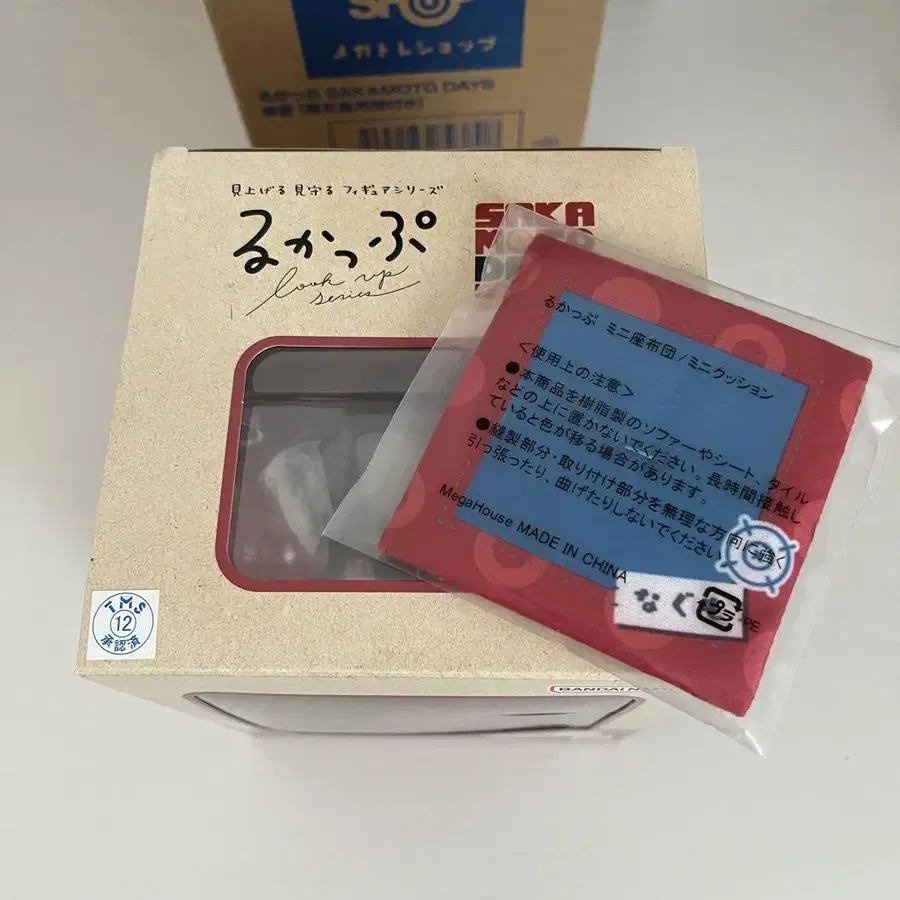 SHOP
メガトレショップ
るかっぷ SAKAMOTO DAYS
見上げる 見守る フィギュアシリーズ
るかっぷ
look up
series
SAKA
るかっぷ ミニ座布団/ミニクッション
<使用上の注意>
●本商品を樹脂製のソファーやシート、タイル
などの上に置かないでください。長時間接触し
ていると色が移る場合があります。
●縫製部分・取り付け部分を無理な方向に強く
引っ張ったり、曲げたりしないでください。
MegaHouse MADE IN CHINA
なぐ
プラ
PE
TMS
12
承認済
BANDAI